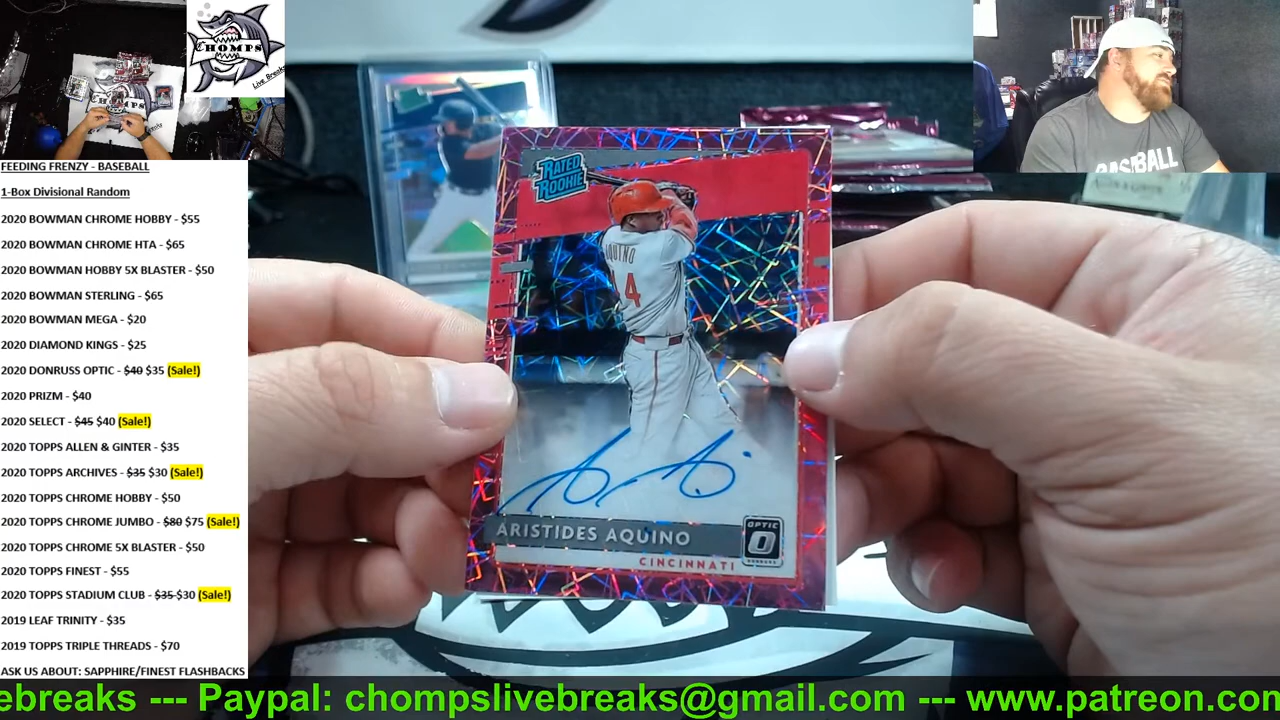 CHOMPS
Live Breaks
FEEDING FRENZY - BASEBALL
1-Box Divisional Random
2020 BOWMAN CHROME HOBBY - $55
2020 BOWMAN CHROME HTA - $65
2020 BOWMAN HOBBY 5X BLASTER - $50
2020 BOWMAN STERLING - $65
2020 BOWMAN MEGA - $20
2020 DIAMOND KINGS - $25
2020 DONRUSS OPTIC - $40 $35 (Sale!)
2020 PRIZM - $40
2020 SELECT - $45 $40 (Sale!)
2020 TOPPS ALLEN & GINTER - $35
2020 TOPPS ARCHIVES - $35 $30 (Sale!)
2020 TOPPS CHROME HOBBY - $50
2020 TOPPS CHROME JUMBO - $80 $75 (Sale!)
2020 TOPPS CHROME 5X BLASTER - $50
2020 TOPPS FINEST - $55
2020 TOPPS STADIUM CLUB - $35 $30 (Sale!)
2019 LEAF TRINITY - $35
2019 TOPPS TRIPLE THREADS - $70
ASK US ABOUT: SAPPHIRE/FINEST FLASHBACKS
CHOMPS
RATED
ROOKIE
AQUINO
4
ARISTIDES AQUINO
OPTIC
CINCINNATI
BASEBALL
ebreaks --- Paypal: chompslivebreaks@gmail.com --- www.patreon.con